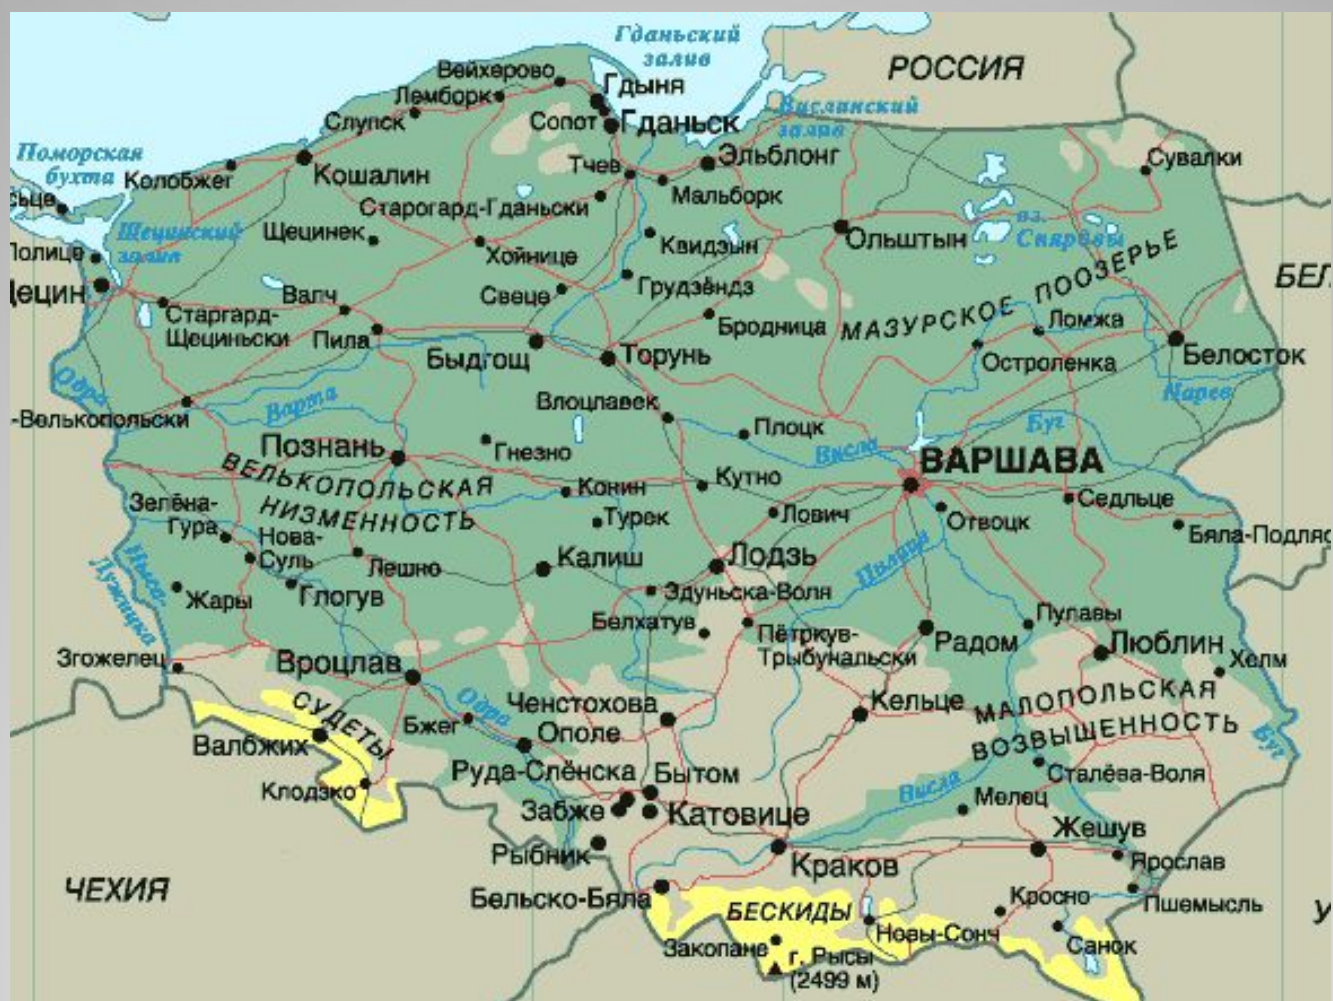 Гданьский
залив
РОССИЯ
Вейхерово
Гдыня
Лемборк
Вислинский
залив
Слупск
Сопот
Гданьск
Поморская
бухта
Колобжег
Кошалин
Тчев
Эльблонг
Сувалки
сьце
Мальборк
Старогард-Гданьски
Щецинский
залив
Щецинек
Квидзын
Ольштын
оз.
Снярдвы
Полице
Хойнице
БЕЛ
ецин
Валч
Свеце
Грудзёндз
МАЗУРСКОЕ ПООЗЕРЬЕ
Старгард-
Щециньски
Пила
Бродница
Ломжа
Быдгощ
Торунь
Остроленка
Белосток
Одра
Варта
Нарев
-Велькопольски
Влоцлавек
Плоцк
Буг
Познань
Гнезно
Висла
ВАРШАВА
ВЕЛЬКОПОЛЬСКАЯ
НИЗМЕННОСТЬ
Конин
Кутно
Седльце
Зелёна-
Гура
Турек
Лович
Отвоцк
Бяла-Подляс
Нова-
Суль
Лешно
Калиш
Лодзь
Пилица
Ныса-
Лужицка
Жары
Глогув
Здуньска-Воля
Пулавы
Белхатув
Пётркув-
Трыбунальски
Радом
Люблин
Згожелец
Вроцлав
Хелм
СУДЕТЫ
Одра
Ченстохова
Кельце
МАЛОПОЛЬСКАЯ
ВОЗВЫШЕННОСТЬ
Буг
Валбжих
Бжег
Ополе
Клодзко
Руда-Слёнска
Бытом
Сталёва-Воля
Висла
Мелец
Забже
Катовице
Рыбник
Краков
Жешув
Ярослав
ЧЕХИЯ
Бельско-Бяла
БЕСКИДЫ
Кросно
Пшемысль
У
Закопане
Новы-Сонч
Санок
г. Рысы
(2499 м)